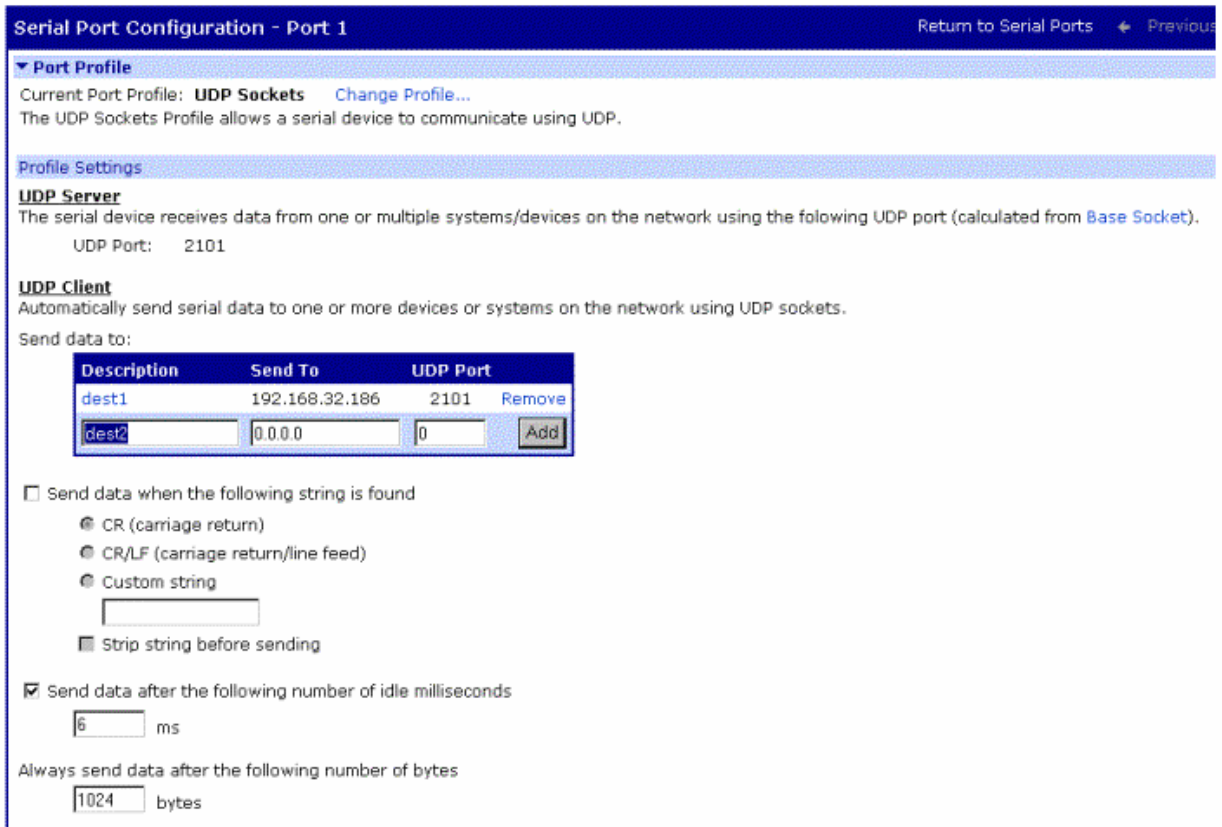 Serial Port Configuration - Port 1 Return to Serial Ports Previous
Port Profile
Current Port Profile: UDP Sockets Change Profile...
The UDP Sockets Profile allows a serial device to communicate using UDP.
Profile Settings
UDP Server
The serial device receives data from one or multiple systems/devices on the network using the folowing UDP port (calculated from Base Socket).
UDP Port: 2101
UDP Client
Automatically send serial data to one or more devices or systems on the network using UDP sockets.
Send data to:
Description Send To UDP Port
dest1 192.168.32.186 2101 Remove
dest2 0.0.0.0 0 Add
Send data when the following string is found
CR (carriage return)
CR/LF (carriage return/line feed)
Custom string
Strip string before sending
Send data after the following number of idle milliseconds
6 ms
Always send data after the following number of bytes
1024 bytes